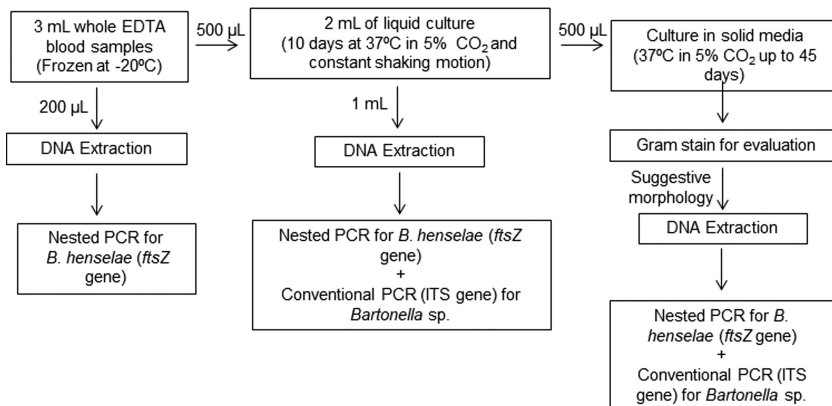 3 mL whole EDTA
blood samples
(Frozen at -20ºC)
500 µL
2 mL of liquid culture
(10 days at 37ºC in 5% CO2 and
constant shaking motion)
500 µL
Culture in solid media
(37ºC in 5% CO2 up to 45
days)
200 µL
DNA Extraction
Nested PCR for
B. henselae (ftsZ
gene)
1 mL
DNA Extraction
Nested PCR for B. henselae (ftsZ
gene)
+
Conventional PCR (ITS gene) for
Bartonella sp.
Gram stain for evaluation
Suggestive
morphology
DNA Extraction
Nested PCR for B.
henselae (ftsZ gene)
+
Conventional PCR (ITS
gene) for Bartonella sp.